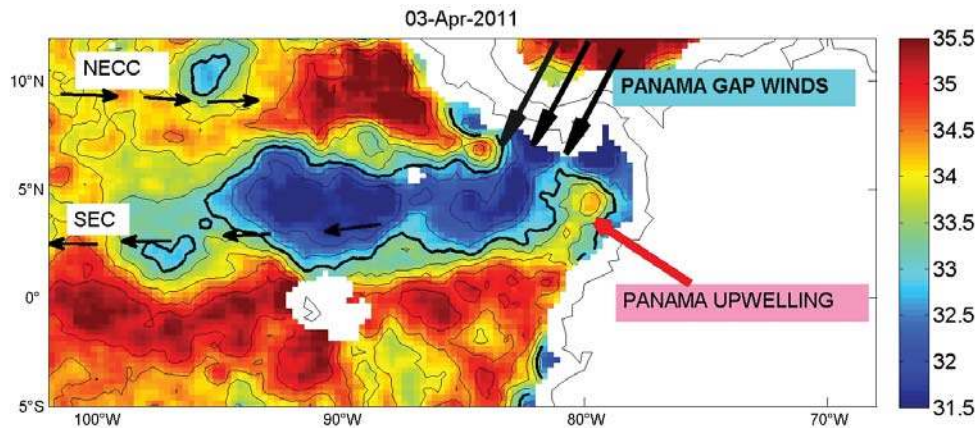 03-Apr-2011
NECC
PANAMA GAP WINDS
SEC
PANAMA UPWELLING
10°N
5°N
0°
5°S
100°W
90°W
80°W
70°W
35.5
35
34.5
34
33.5
33
32.5
32
31.5